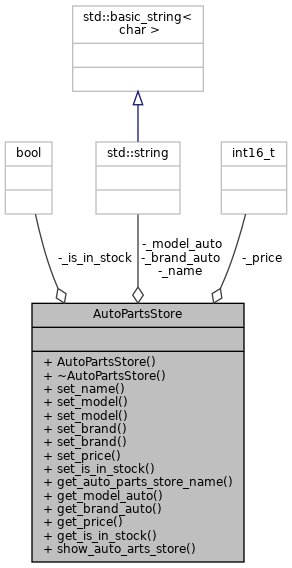 std::basic_string<
char >
bool
std::string
int16_t
-_is_in_stock
-_model_auto
-_brand_auto
-_name
-_price
AutoPartsStore
+ AutoPartsStore()
+ ~AutoPartsStore()
+ set_name()
+ set_model()
+ set_model()
+ set_brand()
+ set_brand()
+ set_price()
+ set_is_in_stock()
+ get_auto_parts_store_name()
+ get_model_auto()
+ get_brand_auto()
+ get_price()
+ get_is_in_stock()
+ show_auto_arts_store()